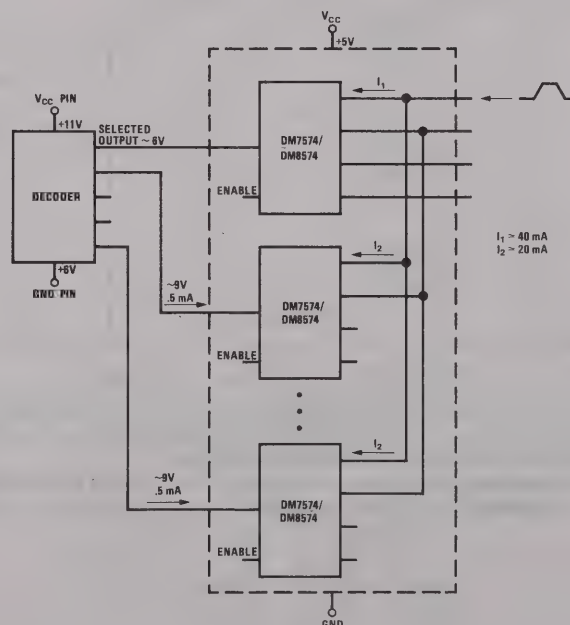 VCC
+5V
VCC PIN
+11V
SELECTED
OUTPUT ~ 6V
DECODER
+6V
GND PIN
I1
DM7574/
DM8574
ENABLE
I1 > 40 mA
I2 > 20 mA
~9V
.5 mA
I2
DM7574/
DM8574
ENABLE
~9V
.5 mA
I2
DM7574/
DM8574
ENABLE
GND